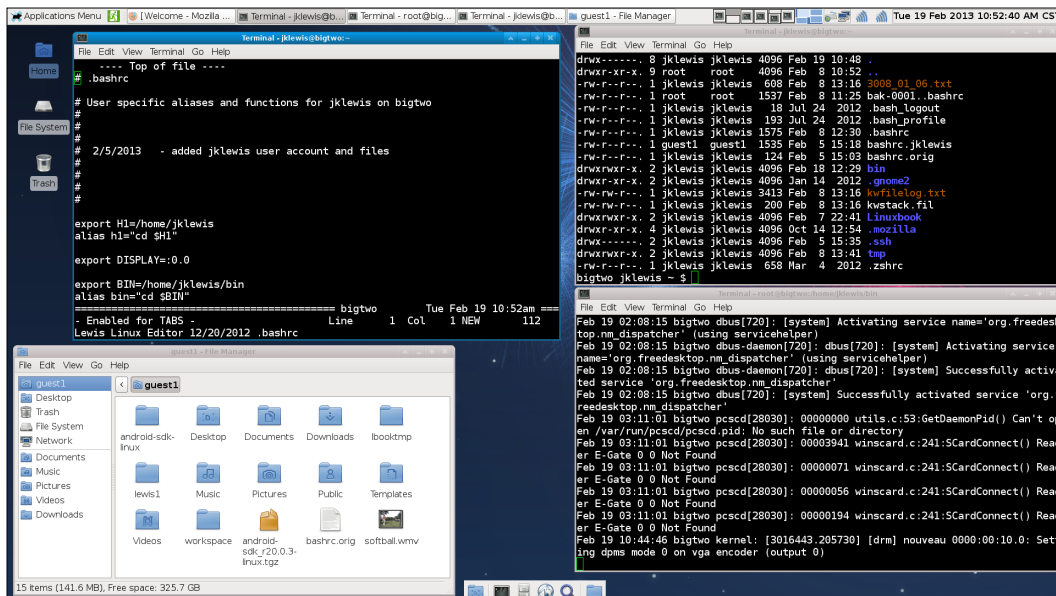 Applications Menu [Welcome - Mozilla ... Terminal - jklewis@b... Terminal - root@big... Terminal - jklewis@b... guest1 - File Manager Tue 19 Feb 2013 10:52:40 AM CST
Home
File System
Trash
Terminal - jklewis@bigtwo:~
File Edit View Terminal Go Help
---- Top of file ----
# .bashrc
# User specific aliases and functions for jklewis on bigtwo
#
#
#
# 2/5/2013 - added jklewis user account and files
#
#
#
#
export H1=/home/jklewis
alias h1="cd $H1"
export DISPLAY=:0.0
export BIN=/home/jklewis/bin
alias bin="cd $BIN"
======================================== bigtwo Tue Feb 19 10:52am ===
- Enabled for TABS - Line 1 Col 1 NEW 112
Lewis Linux Editor 12/20/2012 .bashrc
Terminal - jklewis@bigtwo:~
File Edit View Terminal Go Help
drwx------. 8 jklewis jklewis 4096 Feb 19 10:48 .
drwxr-xr-x. 9 root root 4096 Feb 8 10:52 ..
-rw-rw-r--. 1 jklewis jklewis 608 Feb 8 13:16 3008_01_06.txt
-rw-r--r--. 1 root root 1537 Feb 8 11:25 bak-0001..bashrc
-rw-r--r--. 1 jklewis jklewis 18 Jul 24 2012 .bash_logout
-rw-r--r--. 1 jklewis jklewis 193 Jul 24 2012 .bash_profile
-rw-r--r--. 1 jklewis jklewis 1575 Feb 8 12:30 .bashrc
-rw-r--r--. 1 guest1 guest1 1535 Feb 5 15:18 bashrc.jklewis
-rw-r--r--. 1 jklewis jklewis 124 Feb 5 15:03 bashrc.orig
drwxrwxr-x. 2 jklewis jklewis 4096 Feb 18 12:29 bin
drwxr-xr-x. 2 jklewis jklewis 4096 Jan 14 2012 .gnome2
-rw-rw-r--. 1 jklewis jklewis 3413 Feb 8 13:16 kwfilelog.txt
-rw-rw-r--. 1 jklewis jklewis 200 Feb 8 13:16 kwstack.fil
drwxrwxr-x. 2 jklewis jklewis 4096 Feb 7 22:41 Linuxbook
drwxr-xr-x. 4 jklewis jklewis 4096 Oct 14 12:54 .mozilla
drwx------. 2 jklewis jklewis 4096 Feb 5 15:35 .ssh
drwxrwxr-x. 2 jklewis jklewis 4096 Feb 8 13:41 tmp
-rw-r--r--. 1 jklewis jklewis 658 Mar 4 2012 .zshrc
bigtwo jklewis ~ $
Terminal - root@bigtwo:/home/jklewis/bin
File Edit View Terminal Go Help
Feb 19 02:08:15 bigtwo dbus[720]: [system] Activating service name='org.freedesk
top.nm_dispatcher' (using servicehelper)
Feb 19 02:08:15 bigtwo dbus-daemon[720]: dbus[720]: [system] Activating service
name='org.freedesktop.nm_dispatcher' (using servicehelper)
Feb 19 02:08:15 bigtwo dbus-daemon[720]: dbus[720]: [system] Successfully activa
ted service 'org.freedesktop.nm_dispatcher'
Feb 19 02:08:15 bigtwo dbus[720]: [system] Successfully activated service 'org.
reedesktop.nm_dispatcher'
Feb 19 03:11:01 bigtwo pcscd[28030]: 00000000 utils.c:53:GetDaemonPid() Can't op
en /var/run/pcscd/pcscd.pid: No such file or directory
Feb 19 03:11:01 bigtwo pcscd[28030]: 00003941 winscard.c:241:SCardConnect() Read
er E-Gate 0 0 Not Found
Feb 19 03:11:01 bigtwo pcscd[28030]: 00000071 winscard.c:241:SCardConnect() Read
er E-Gate 0 0 Not Found
Feb 19 03:11:01 bigtwo pcscd[28030]: 00000056 winscard.c:241:SCardConnect() Read
er E-Gate 0 0 Not Found
Feb 19 03:11:01 bigtwo pcscd[28030]: 00000194 winscard.c:241:SCardConnect() Read
er E-Gate 0 0 Not Found
Feb 19 10:44:46 bigtwo kernel: [3016443.205730] [drm] nouveau 0000:00:10.0: Sett
ing dpms mode 0 on vga encoder (output 0)
guest1 - File Manager
File Edit View Go Help
guest1
Desktop
Trash
File System
Network
Documents
Music
Pictures
Videos
Downloads
guest1
android-sdk-linux Desktop Documents Downloads lbooktmp
lewis1 Music Pictures Public Templates
Videos workspace android-sdk_r20.0.3-linux.tgz bashrc.orig softball.wmv
15 items (141.6 MB), Free space: 325.7 GB